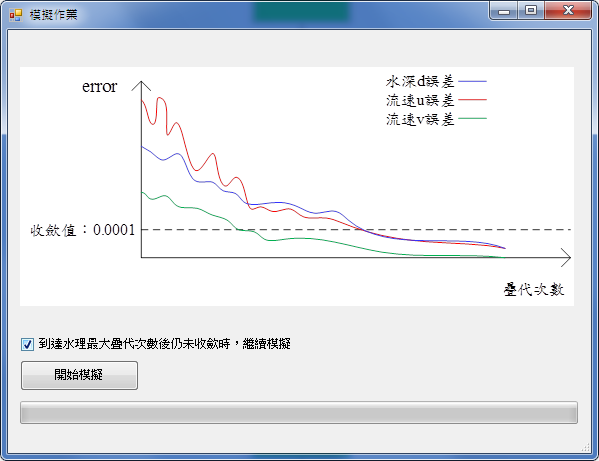 模擬作業
error
水深d誤差
流速u誤差
流速v誤差
收斂值：0.0001
疊代次數
到達水理最大疊代次數後仍未收斂時，繼續模擬
開始模擬